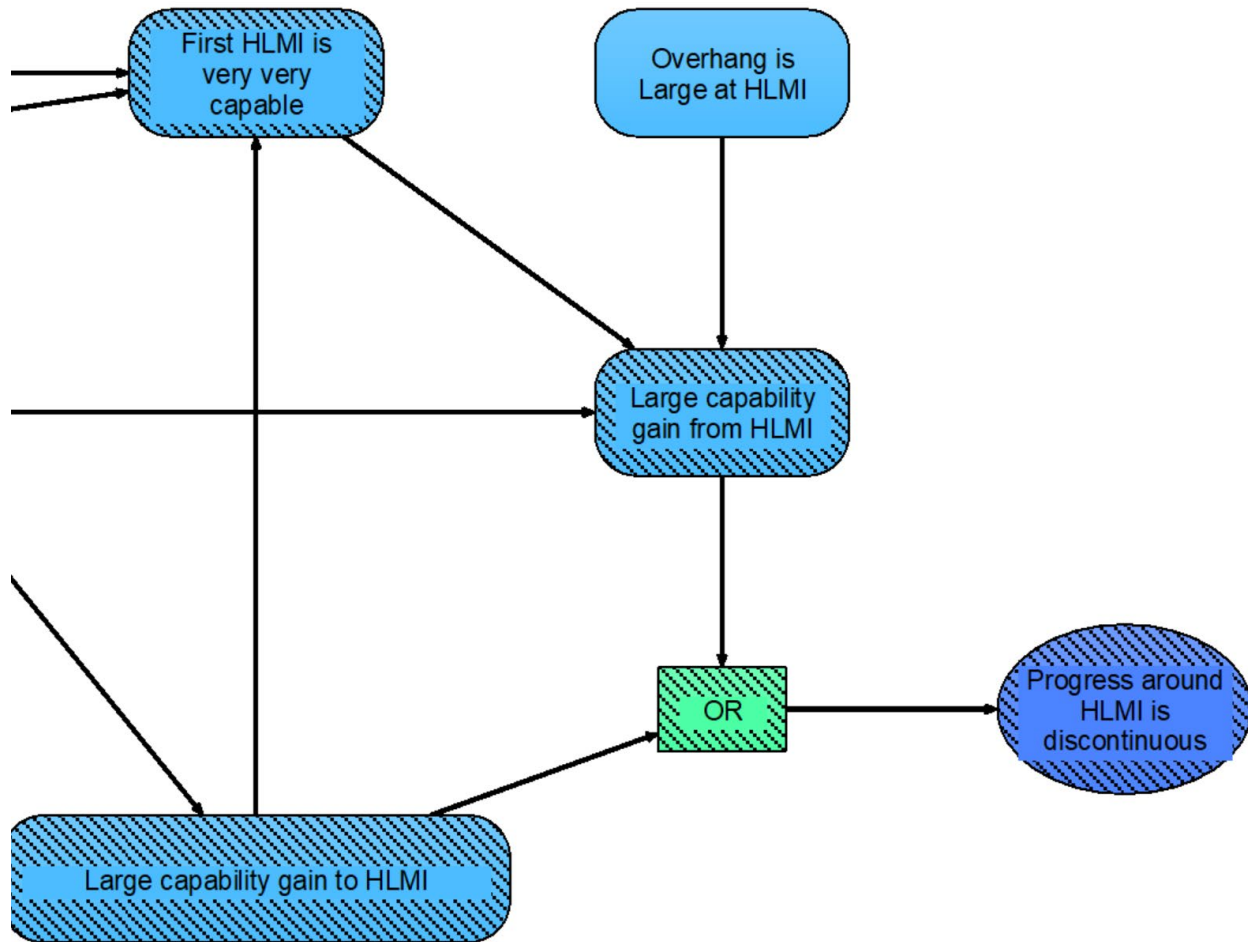 First HLMI is
very very
capable
Overhang is
Large at HLMI
Large capability
gain from HLMI
OR
Progress around
HLMI is
discontinuous
Large capability gain to HLMI